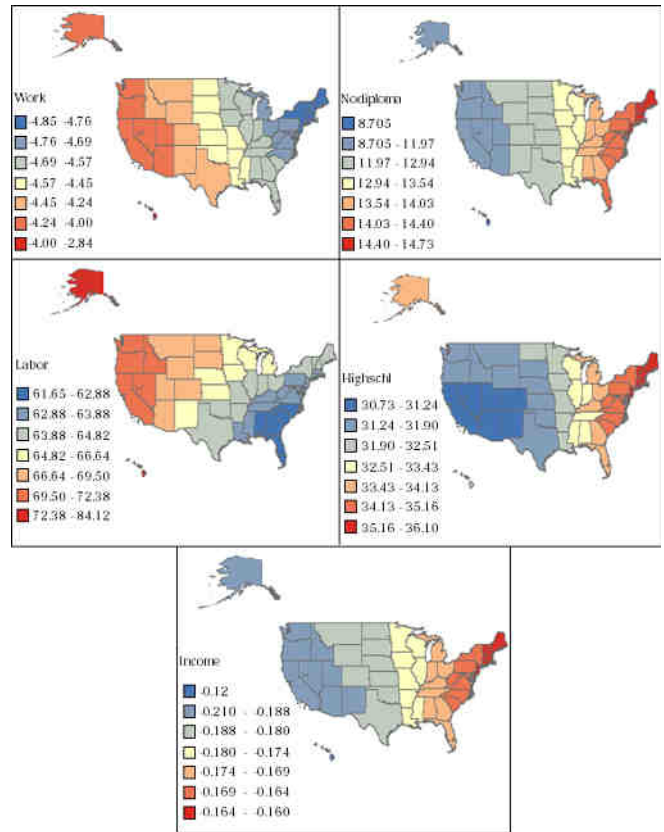 Work
-4.85 -4.76
-4.76 -4.69
-4.69 -4.57
-4.57 -4.45
-4.45 -4.24
-4.24 -4.00
-4.00 -2.84
Nodiploma
8.705
8.705 - 11.97
11.97 - 12.94
12.94 - 13.54
13.54 - 14.03
14.03 - 14.40
14.40 - 14.73
Labor
61.65 - 62.88
62.88 - 63.88
63.88 - 64.82
64.82 - 66.64
66.64 - 69.50
69.50 - 72.38
72.38 - 84.12
Highschl
30.73 - 31.24
31.24 - 31.90
31.90 - 32.51
32.51 - 33.43
33.43 - 34.13
34.13 - 35.16
35.16 - 36.10
Income
-0.12
-0.210 - -0.188
-0.188 - -0.180
-0.180 - -0.174
-0.174 - -0.169
-0.169 - -0.164
-0.164 - -0.160